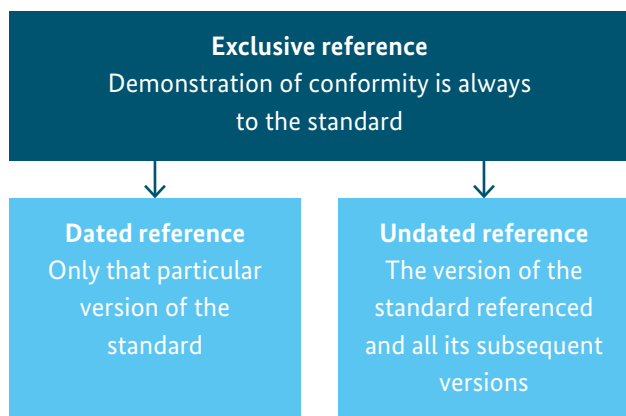 Exclusive reference
Demonstration of conformity is always
to the standard
Dated reference
Only that particular
version of the
standard
Undated reference
The version of the
standard referenced
and all its subsequent
versions